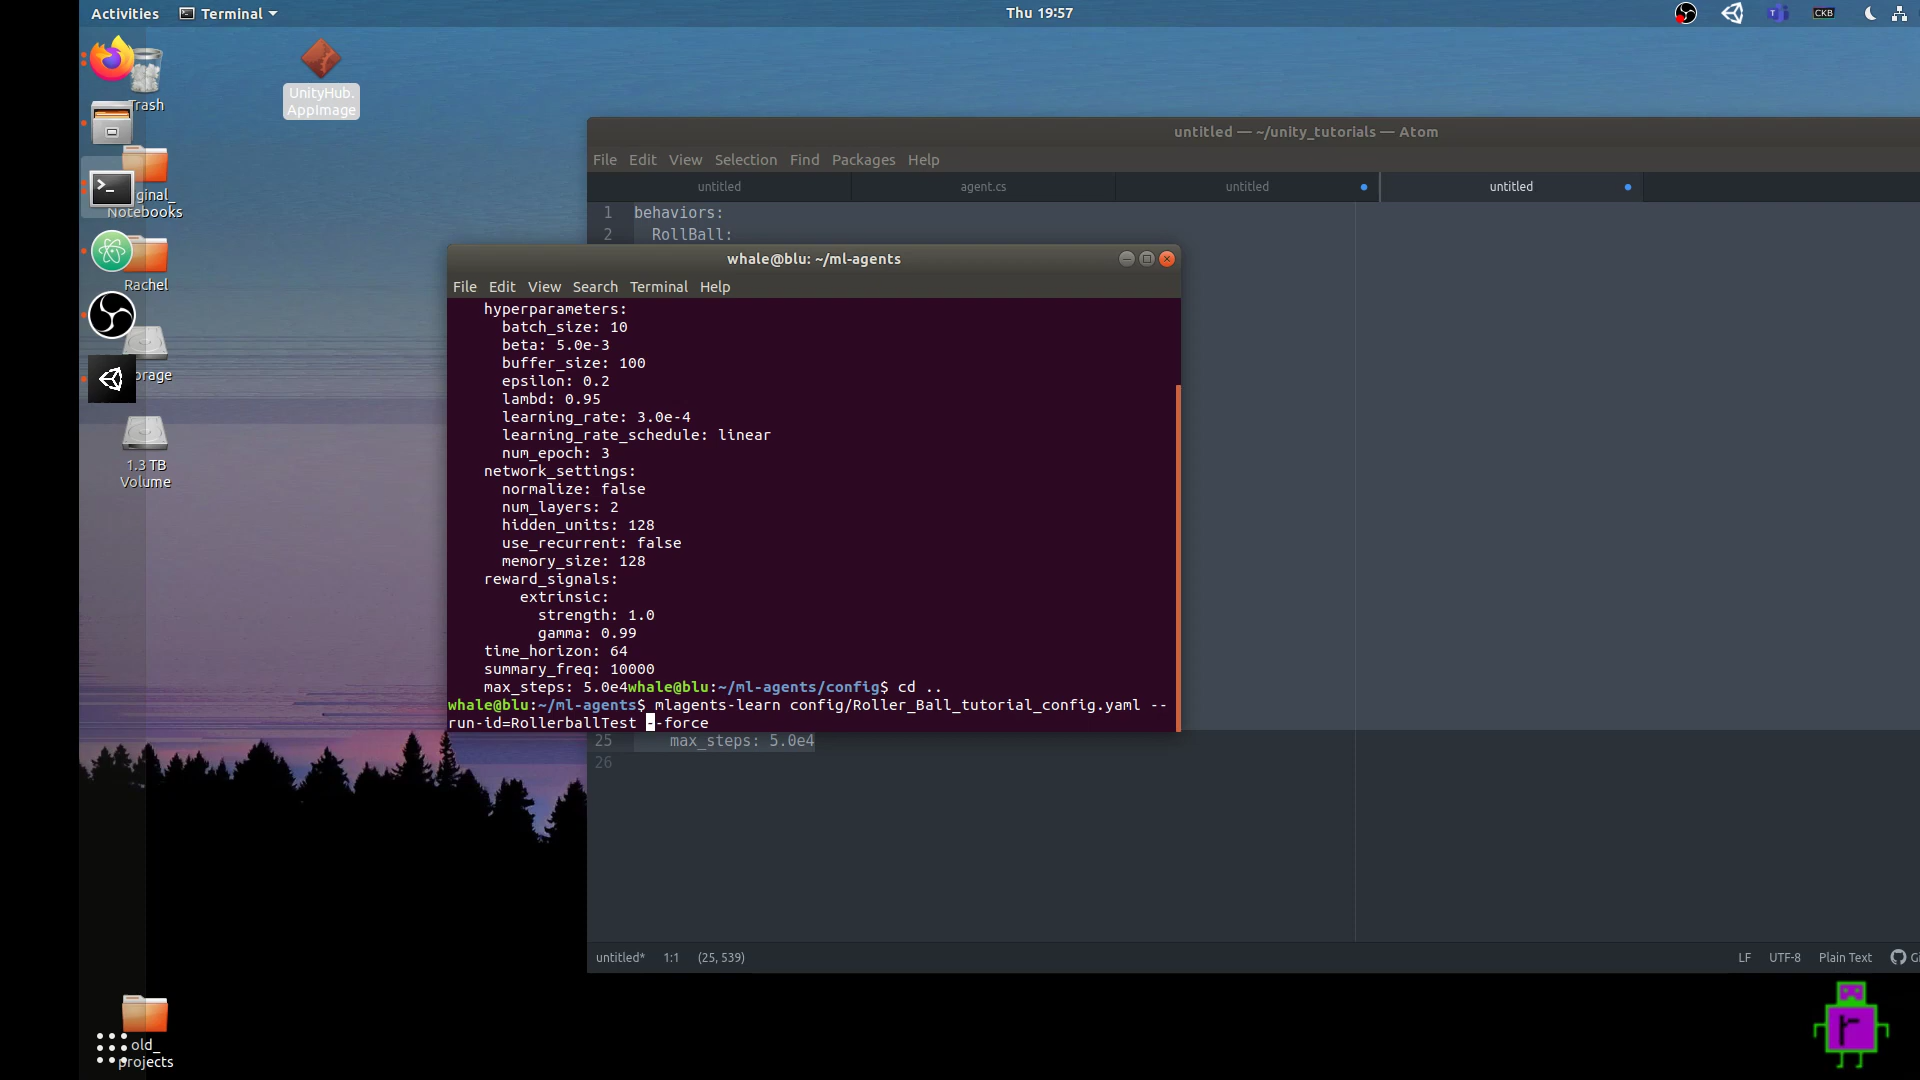 Activities
Terminal
Thu 19:57
CKB
Trash
UnityHub.
AppImage
ginal_
Notebooks
Rachel
orage
1.3 TB
Volume
old_
projects
untitled — ~/unity_tutorials — Atom
File Edit View Selection Find Packages Help
untitled
agent.cs
untitled
untitled
1 behaviors:
2 RollBall:
whale@blu: ~/ml-agents
File Edit View Search Terminal Help
hyperparameters:
batch_size: 10
beta: 5.0e-3
buffer_size: 100
epsilon: 0.2
lambd: 0.95
learning_rate: 3.0e-4
learning_rate_schedule: linear
num_epoch: 3
network_settings:
normalize: false
num_layers: 2
hidden_units: 128
use_recurrent: false
memory_size: 128
reward_signals:
extrinsic:
strength: 1.0
gamma: 0.99
time_horizon: 64
summary_freq: 10000
max_steps: 5.0e4whale@blu:~/ml-agents/config$ cd ..
whale@blu:~/ml-agents$ mlagents-learn config/Roller_Ball_tutorial_config.yaml --
run-id=RollerballTest --force
25 max_steps: 5.0e4
26
untitled* 1:1 (25, 539)
LF UTF-8 Plain Text Gi